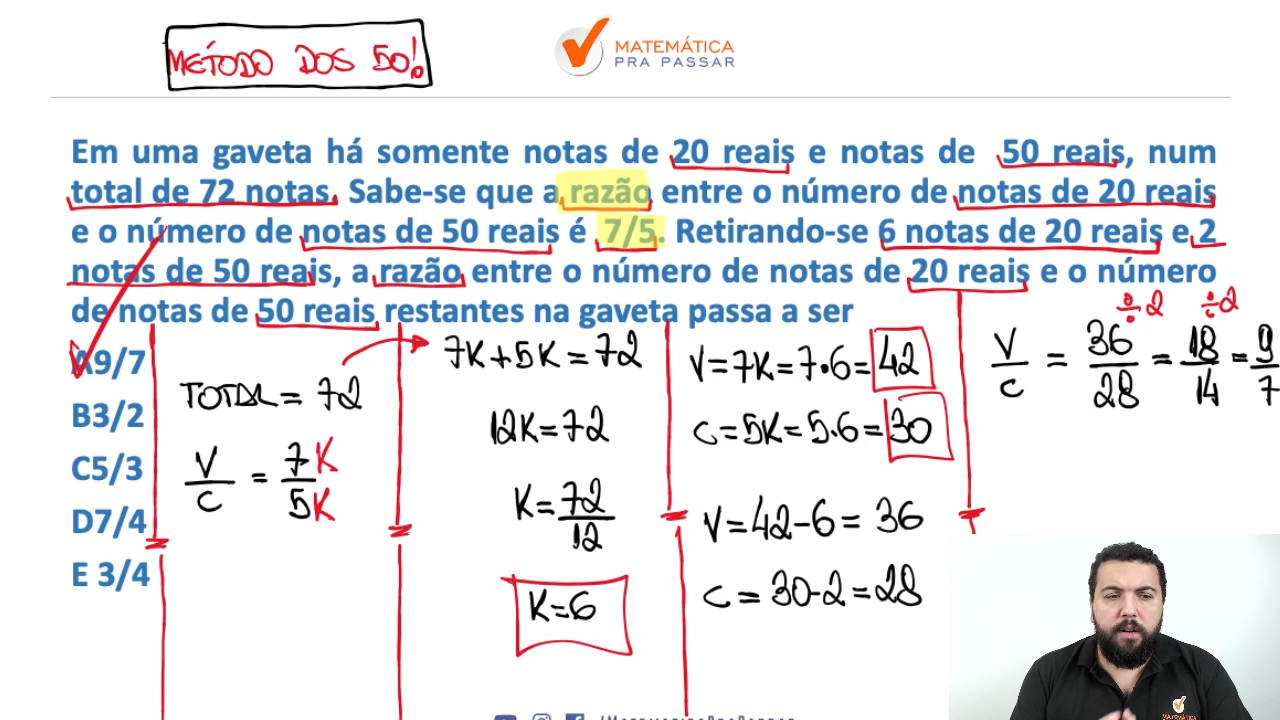 MÉTODO DOS 50!
MATEMÁTICA
PRA PASSAR
Em uma gaveta há somente notas de 20 reais e notas de 50 reais, num
total de 72 notas. Sabe-se que a razão entre o número de notas de 20 reais
e o número de notas de 50 reais é 7/5. Retirando-se 6 notas de 20 reais e 2
notas de 50 reais, a razão entre o número de notas de 20 reais e o número
de notas de 50 reais restantes na gaveta passa a ser
A9/7
B3/2
C5/3
D7/4
E 3/4
TOTAL = 72
V/C = 7K/5K
7K+5K=72
12K=72
K=72/12
K=6
V=7K=7•6=42
C=5K=5.6=30
V=42-6=36
C=30-2=28
÷2 ÷2
V/C = 36/28 = 18/14 = 9/7
MATEMÁTICA